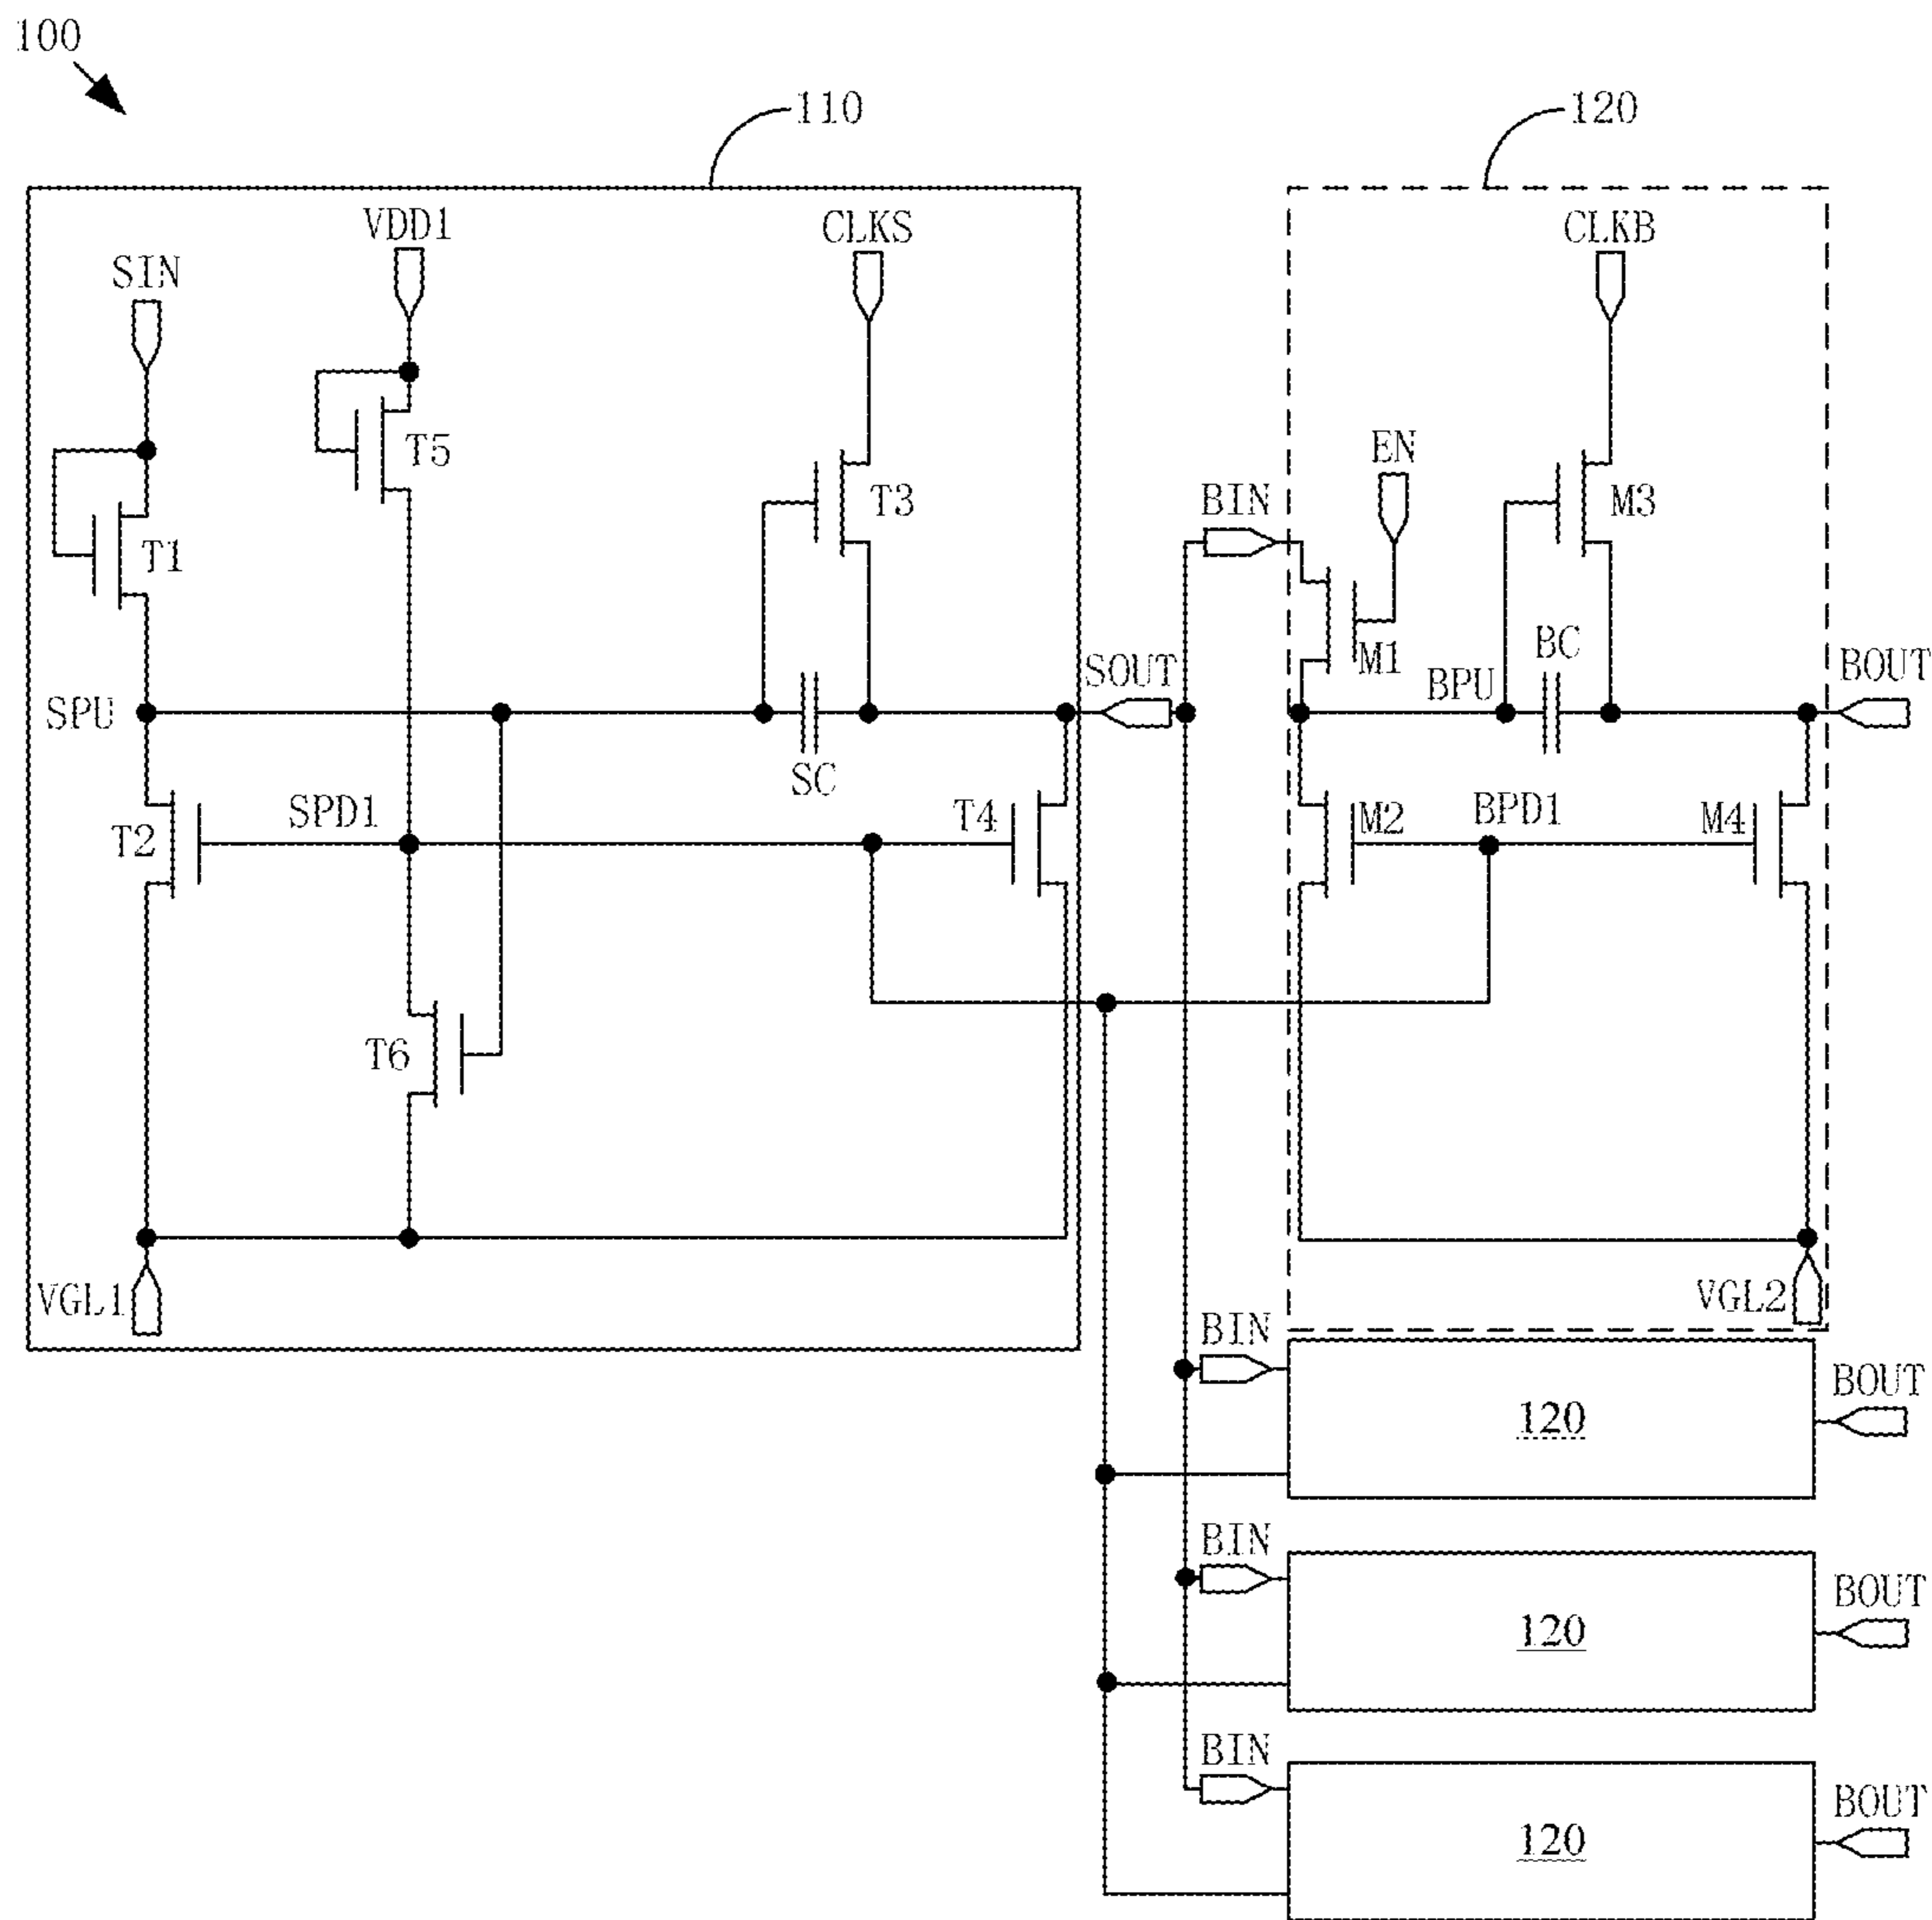 100
110
120
VDD1
CLKS
CLKB
SIN
T5
EN
T3
BIN
M3
T1
M1
BC
SPU
SOUT
BPU
BOUT
SC
SPD1
T4
BPD1
T2
M2
M4
T6
VGL1
VGL2
BIN
BOUT
120
BIN
BOUT
120
BIN
BOUT
120